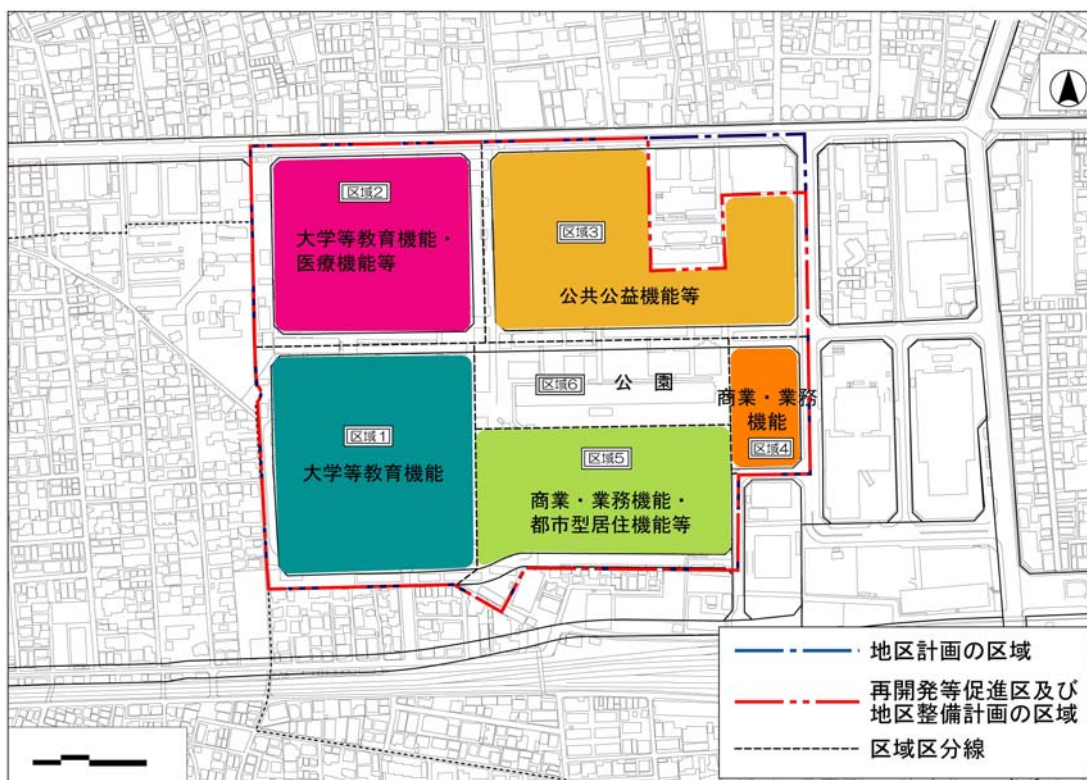 区域2
大学等教育機能・
医療機能等
区域3
公共公益機能等
区域6
公 園
商業・業務
機能
区域4
区域1
大学等教育機能
区域5
商業・業務機能・
都市型居住機能等
地区計画の区域
再開発等促進区及び
地区整備計画の区域
区域区分線